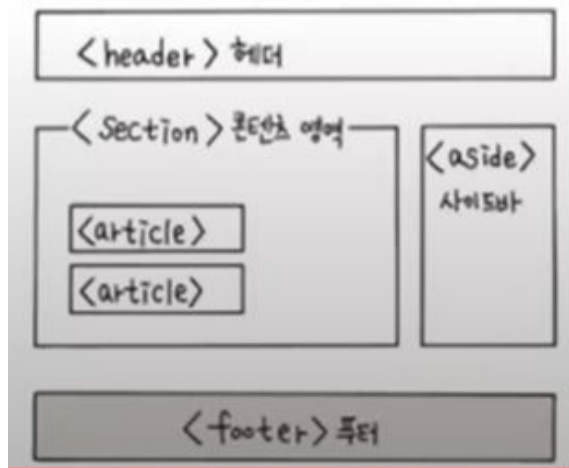 <header> 헤더
<section> 콘텐츠 영역
<aside>
사이드바
<article>
<article>
<footer> 푸터